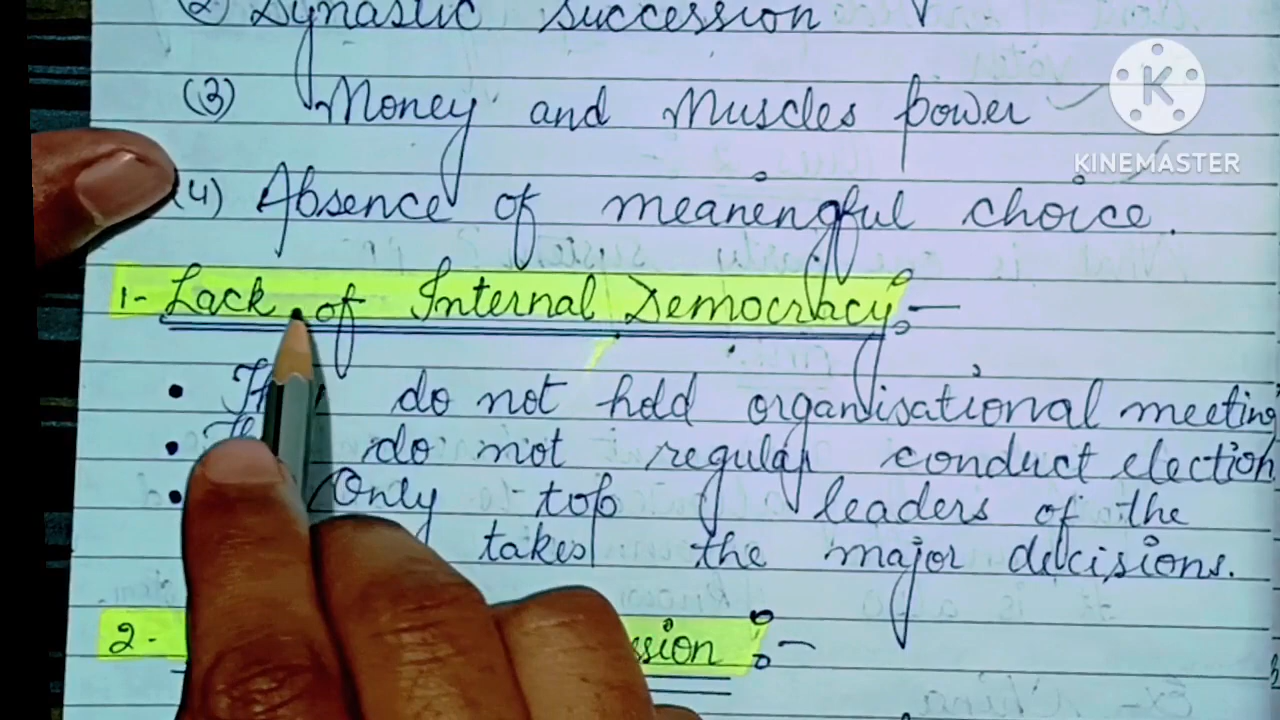 (2) Dynastic succession
(3) Money and Muscles power
(4) Absence of meaningful choice.
KINEMASTER
1- Lack of Internal Democracy:-
• do not hold organisational meeting
• do not regular conduct election
• Only top leaders of the
takes the major decisions.
2- ssion :-